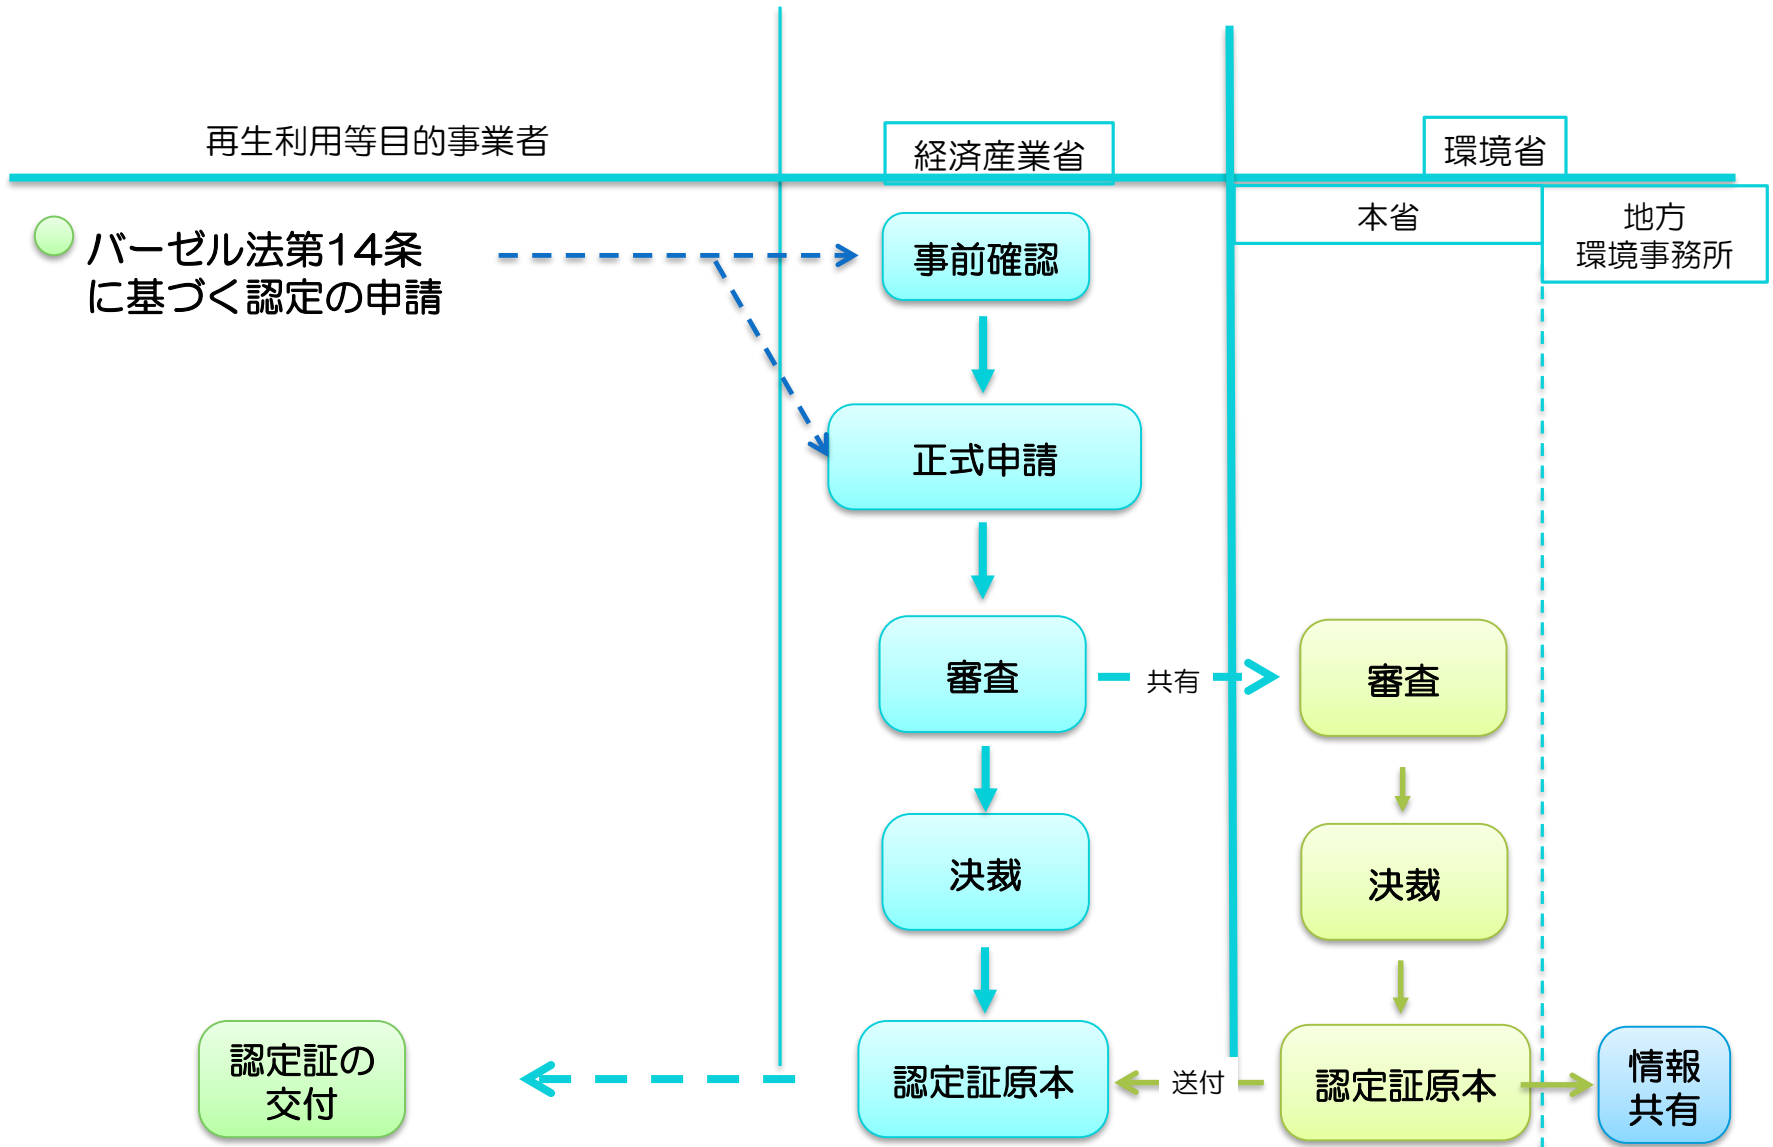 再生利用等目的事業者
経済産業省
環境省
本省
地方
環境事務所
バーゼル法第14条
に基づく認定の申請
事前確認
正式申請
審査
共有
審査
決裁
決裁
認定証の
交付
認定証原本
送付
認定証原本
情報
共有